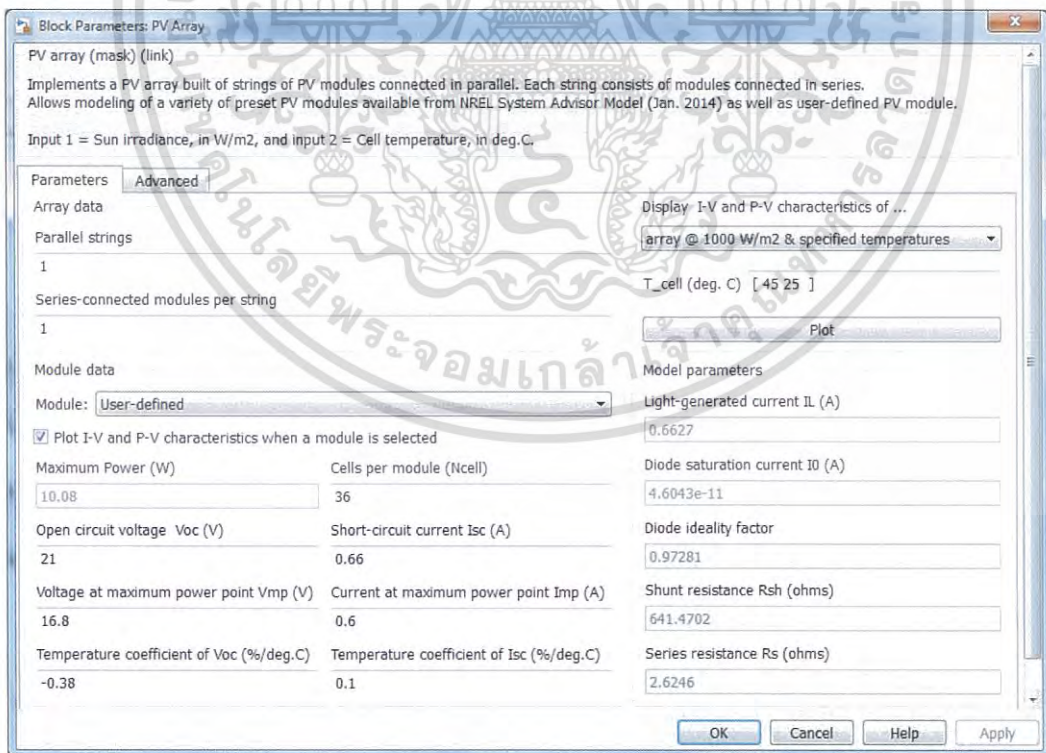 Block Parameters: PV Array
PV array (mask) (link)
Implements a PV array built of strings of PV modules connected in parallel. Each string consists of modules connected in series.
Allows modeling of a variety of preset PV modules available from NREL System Advisor Model (Jan. 2014) as well as user-defined PV module.
Input 1 = Sun irradiance, in W/m2, and input 2 = Cell temperature, in deg.C.
Parameters
Advanced
Array data
Parallel strings
1
Series-connected modules per string
1
Display I-V and P-V characteristics of ...
array @ 1000 W/m2 & specified temperatures
T_cell (deg. C) [ 45 25 ]
Plot
Module data
Module: User-defined
Plot I-V and P-V characteristics when a module is selected
Maximum Power (W)
10.08
Cells per module (Ncell)
36
Open circuit voltage Voc (V)
21
Short-circuit current Isc (A)
0.66
Voltage at maximum power point Vmp (V)
16.8
Current at maximum power point Imp (A)
0.6
Temperature coefficient of Voc (%/deg.C)
-0.38
Temperature coefficient of Isc (%/deg.C)
0.1
Model parameters
Light-generated current IL (A)
0.6627
Diode saturation current I0 (A)
4.6043e-11
Diode ideality factor
0.97281
Shunt resistance Rsh (ohms)
641.4702
Series resistance Rs (ohms)
2.6246
OK
Cancel
Help
Apply